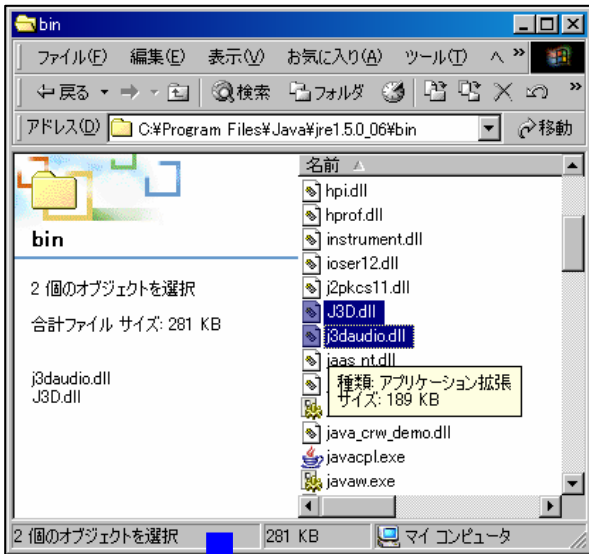 bin
ファイル(F) 編集(E) 表示(V) お気に入り(A) ツール(T) ヘ »
戻る 検索 フォルダ »
アドレス(D) C:¥Program Files¥Java¥jre1.5.0_06¥bin 移動
bin
2 個のオブジェクトを選択
合計ファイル サイズ: 281 KB
j3daudio.dll
J3D.dll
名前
hpi.dll
hprof.dll
instrument.dll
ioser12.dll
j2pkcs11.dll
J3D.dll
j3daudio.dll
jaas_nt.dll
種類: アプリケーション拡張
サイズ: 189 KB
java_crw_demo.dll
javacpl.exe
javaw.exe
2 個のオブジェクトを選択 281 KB マイ コンピュータ